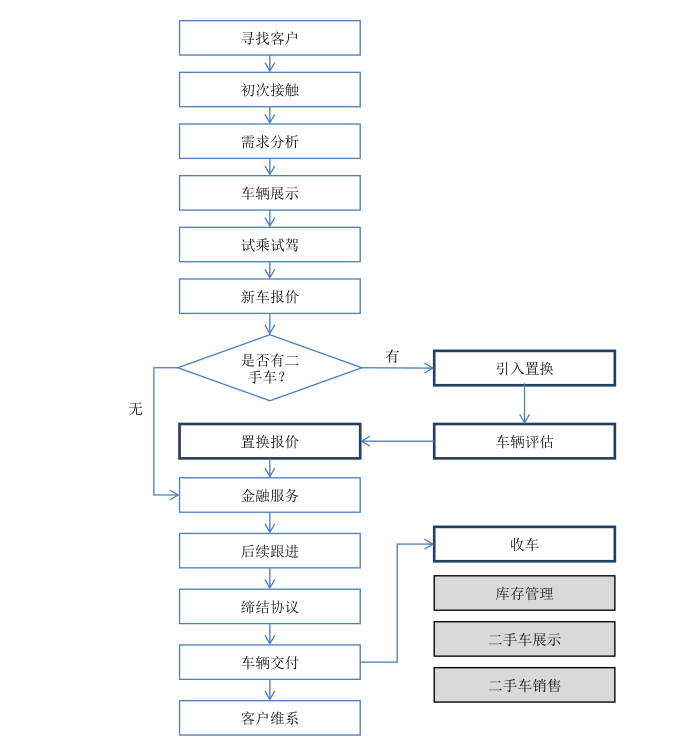 寻找客户
初次接触
需求分析
车辆展示
试乘试驾
新车报价
是否有二
手车？
有
引入置换
无
置换报价
车辆评估
金融服务
后续跟进
收车
库存管理
缔结协议
二手车展示
车辆交付
二手车销售
客户维系